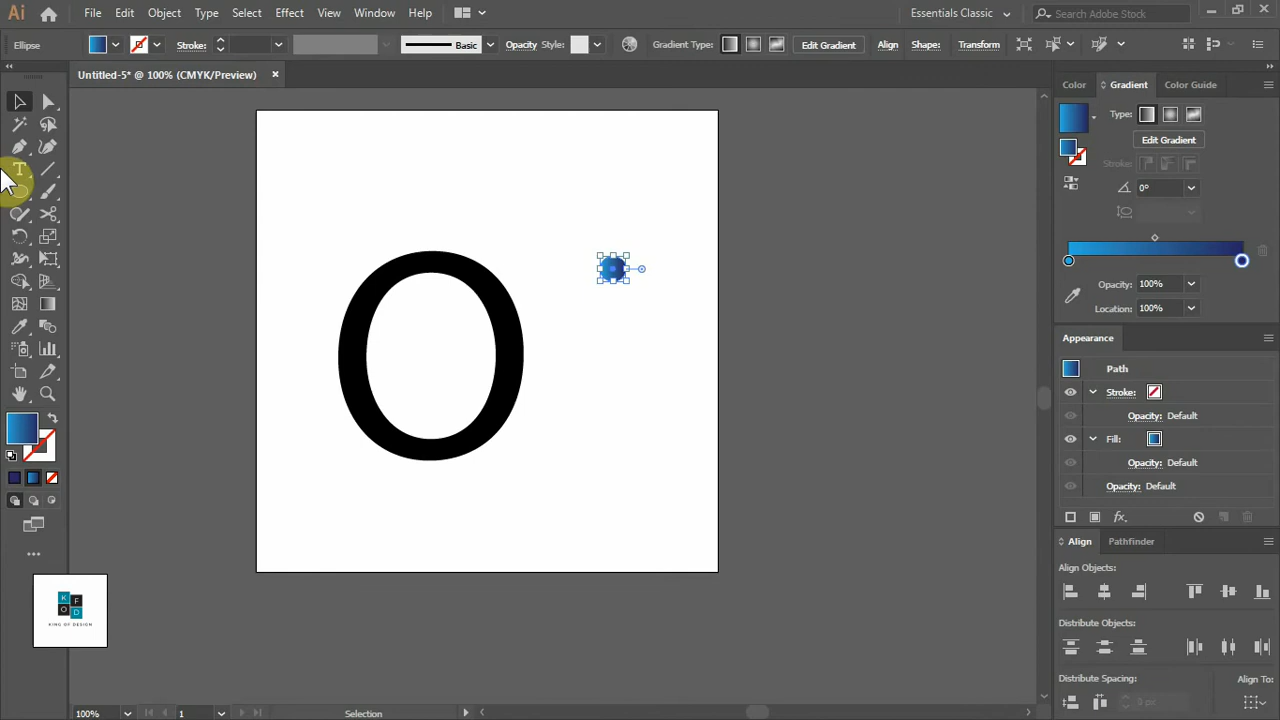 Ai File Edit Object Type Select Effect View Window Help Essentials Classic Search Adobe Stock
Ellipse Stroke: Basic Opacity Style: Gradient Type: Edit Gradient Align Shape: Transform
Untitled-5* @ 100% (CMYK/Preview)
Color Gradient Color Guide
Type:
Edit Gradient
Stroke:
0°
Opacity: 100%
Location: 100%
Appearance
Path
Stroke:
Opacity: Default
Fill:
Opacity: Default
Opacity: Default
fx
Align Pathfinder
Align Objects:
Distribute Objects:
Distribute Spacing: Align To:
0 px
T
O
K F
O D
KING OF DESIGN
100% 1 Selection